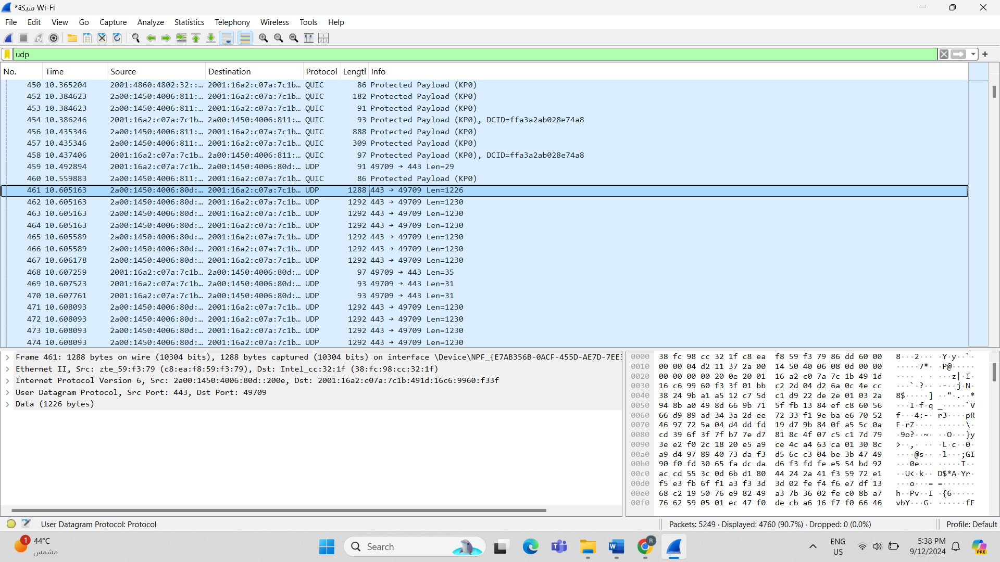 *شبكة Wi-Fi
File Edit View Go Capture Analyze Statistics Telephony Wireless Tools Help
udp
No. Time Source Destination Protocol Length Info
450 10.365204 2001:4860:4802:32::… 2001:16a2:c07a:7c1b… QUIC 86 Protected Payload (KP0)
452 10.384623 2a00:1450:4006:811:… 2001:16a2:c07a:7c1b… QUIC 182 Protected Payload (KP0)
453 10.384623 2a00:1450:4006:811:… 2001:16a2:c07a:7c1b… QUIC 91 Protected Payload (KP0)
454 10.386246 2001:16a2:c07a:7c1b… 2a00:1450:4006:811:… QUIC 93 Protected Payload (KP0), DCID=ffa3a2ab028e74a8
456 10.435346 2a00:1450:4006:811:… 2001:16a2:c07a:7c1b… QUIC 888 Protected Payload (KP0)
457 10.435346 2a00:1450:4006:811:… 2001:16a2:c07a:7c1b… QUIC 309 Protected Payload (KP0)
458 10.437406 2001:16a2:c07a:7c1b… 2a00:1450:4006:811:… QUIC 97 Protected Payload (KP0), DCID=ffa3a2ab028e74a8
459 10.492894 2001:16a2:c07a:7c1b… 2a00:1450:4006:80d:… UDP 91 49709 → 443 Len=29
460 10.559883 2a00:1450:4006:811:… 2001:16a2:c07a:7c1b… QUIC 86 Protected Payload (KP0)
461 10.605163 2a00:1450:4006:80d:… 2001:16a2:c07a:7c1b… UDP 1288 443 → 49709 Len=1226
462 10.605163 2a00:1450:4006:80d:… 2001:16a2:c07a:7c1b… UDP 1292 443 → 49709 Len=1230
463 10.605163 2a00:1450:4006:80d:… 2001:16a2:c07a:7c1b… UDP 1292 443 → 49709 Len=1230
464 10.605163 2a00:1450:4006:80d:… 2001:16a2:c07a:7c1b… UDP 1292 443 → 49709 Len=1230
465 10.605589 2a00:1450:4006:80d:… 2001:16a2:c07a:7c1b… UDP 1292 443 → 49709 Len=1230
466 10.605589 2a00:1450:4006:80d:… 2001:16a2:c07a:7c1b… UDP 1292 443 → 49709 Len=1230
467 10.606178 2a00:1450:4006:80d:… 2001:16a2:c07a:7c1b… UDP 1292 443 → 49709 Len=1230
468 10.607259 2001:16a2:c07a:7c1b… 2a00:1450:4006:80d:… UDP 97 49709 → 443 Len=35
469 10.607523 2001:16a2:c07a:7c1b… 2a00:1450:4006:80d:… UDP 93 49709 → 443 Len=31
470 10.607761 2001:16a2:c07a:7c1b… 2a00:1450:4006:80d:… UDP 93 49709 → 443 Len=31
471 10.608093 2a00:1450:4006:80d:… 2001:16a2:c07a:7c1b… UDP 1292 443 → 49709 Len=1230
472 10.608093 2a00:1450:4006:80d:… 2001:16a2:c07a:7c1b… UDP 1292 443 → 49709 Len=1230
473 10.608093 2a00:1450:4006:80d:… 2001:16a2:c07a:7c1b… UDP 1292 443 → 49709 Len=1230
474 10.608093 2a00:1450:4006:80d:… 2001:16a2:c07a:7c1b… UDP 1292 443 → 49709 Len=1230
Frame 461: 1288 bytes on wire (10304 bits), 1288 bytes captured (10304 bits) on interface \Device\NPF_{E7AB356B-0ACF-455D-AE7D-7EE3
Ethernet II, Src: zte_59:f3:79 (c8:ea:f8:59:f3:79), Dst: Intel_cc:32:1f (38:fc:98:cc:32:1f)
Internet Protocol Version 6, Src: 2a00:1450:4006:80d::200e, Dst: 2001:16a2:c07a:7c1b:491d:16c6:9960:f33f
User Datagram Protocol, Src Port: 443, Dst Port: 49709
Data (1226 bytes)
0000 38 fc 98 cc 32 1f c8 ea f8 59 f3 79 86 dd 60 00 8···2··· ·Y·y··`·
0010 00 00 04 d2 11 37 2a 00 14 50 40 06 08 0d 00 00 ·····7*· ·P@·····
0020 00 00 00 00 20 0e 20 01 16 a2 c0 7a 7c 1b 49 1d ···· · · ···z|·I·
0030 16 c6 99 60 f3 3f 01 bb c2 2d 04 d2 6a 0c 4e cc ···`·?·· ·-··j·N·
0040 38 24 9b a1 a5 12 c7 5d c1 d9 22 de 2e 01 03 2a 8$·····] ··"·.··*
0050 94 8b a0 49 8d 66 9b 71 5f fb 13 84 ef c8 60 56 ···I·f·q _·····`V
0060 66 d9 89 ad 34 3a 2d ee 72 33 f1 9e ba e6 70 52 f···4:-· r3····pR
0070 46 97 72 5a 04 d4 dd fd 19 d7 9b 84 0f a5 5c 0a F·rZ···· ······\·
0080 cd 39 6f 3f 7f b7 7e d7 81 8c 4f 07 c5 c1 7d 79 ·9o?··~· ··O···}y
0090 3e e2 f0 2c 18 20 e5 a9 ce 4c a4 63 ca 01 30 8c >··,· ·· ·L·c··0·
00a0 a9 d4 97 89 40 73 da f3 d5 6c c3 04 be 3b 47 49 ····@s·· ·l···;GI
00b0 90 f0 fd 30 65 fa dc da d6 f3 fd fe e5 54 bd 92 ···0e··· ·····T··
00c0 ac cd 55 3c 0d 6b d1 80 44 24 2a 41 f3 59 72 e1 ··U<·k·· D$*A·Yr·
00d0 f5 e3 fb 6f f1 a3 f3 3d 3d 02 fe f4 f6 e7 df 13 ···o···= =·······
00e0 68 c2 19 50 76 e9 82 49 a3 7b 36 02 fe c0 8b a7 h··Pv··I ·{6·····
00f0 76 62 59 05 01 ec 47 f0 de cb a6 16 f7 f0 66 46 vbY···G· ······fF
User Datagram Protocol: Protocol Packets: 5249 · Displayed: 4760 (90.7%) · Dropped: 0 (0.0%) Profile: Default
1
44°C
مشمس
Search
R
ENG
US
5:38 PM
9/12/2024
PRE